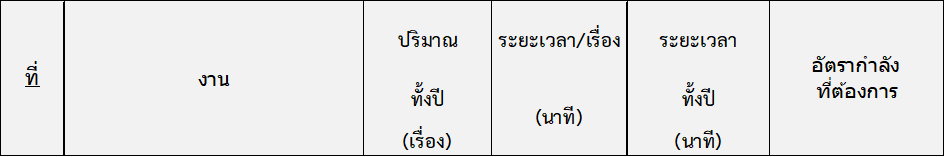 ที่
งาน
ปริมาณ
ทั้งปี
(เรื่อง)
ระยะเวลา/เรื่อง
(นาที)
ระยะเวลา
ทั้งปี
(นาที)
อัตรากำลัง
ที่ต้องการ